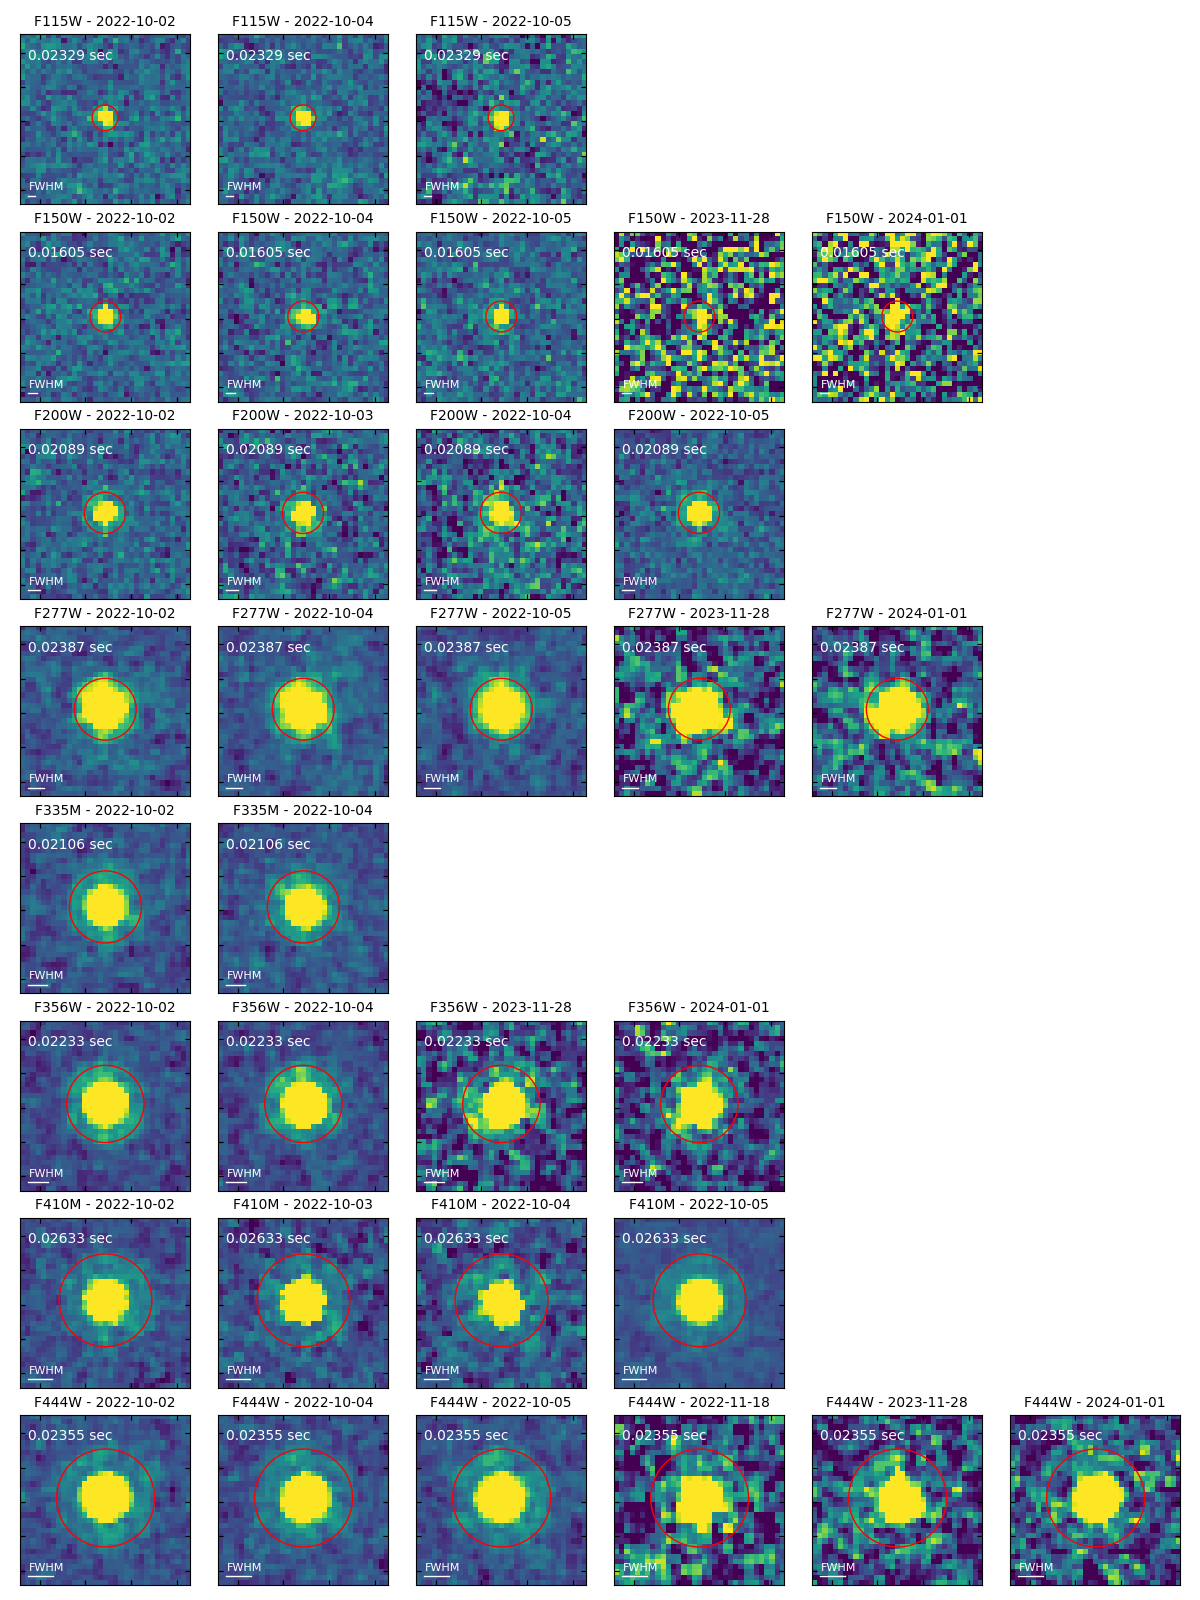 F115W - 2022-10-02 F115W - 2022-10-04 F115W - 2022-10-05
0.02329 sec 0.02329 sec 0.02329 sec
FWHM FWHM FWHM
F150W - 2022-10-02 F150W - 2022-10-04 F150W - 2022-10-05 F150W - 2023-11-28 F150W - 2024-01-01
0.01605 sec 0.01605 sec 0.01605 sec 0.01605 sec 0.01605 sec
FWHM FWHM FWHM FWHM FWHM
F200W - 2022-10-02 F200W - 2022-10-03 F200W - 2022-10-04 F200W - 2022-10-05
0.02089 sec 0.02089 sec 0.02089 sec 0.02089 sec
FWHM FWHM FWHM FWHM
F277W - 2022-10-02 F277W - 2022-10-04 F277W - 2022-10-05 F277W - 2023-11-28 F277W - 2024-01-01
0.02387 sec 0.02387 sec 0.02387 sec 0.02387 sec 0.02387 sec
FWHM FWHM FWHM FWHM FWHM
F335M - 2022-10-02 F335M - 2022-10-04
0.02106 sec 0.02106 sec
FWHM FWHM
F356W - 2022-10-02 F356W - 2022-10-04 F356W - 2023-11-28 F356W - 2024-01-01
0.02233 sec 0.02233 sec 0.02233 sec 0.02233 sec
FWHM FWHM FWHM FWHM
F410M - 2022-10-02 F410M - 2022-10-03 F410M - 2022-10-04 F410M - 2022-10-05
0.02633 sec 0.02633 sec 0.02633 sec 0.02633 sec
FWHM FWHM FWHM FWHM
F444W - 2022-10-02 F444W - 2022-10-04 F444W - 2022-10-05 F444W - 2022-11-18 F444W - 2023-11-28 F444W - 2024-01-01
0.02355 sec 0.02355 sec 0.02355 sec 0.02355 sec 0.02355 sec 0.02355 sec
FWHM FWHM FWHM FWHM FWHM FWHM